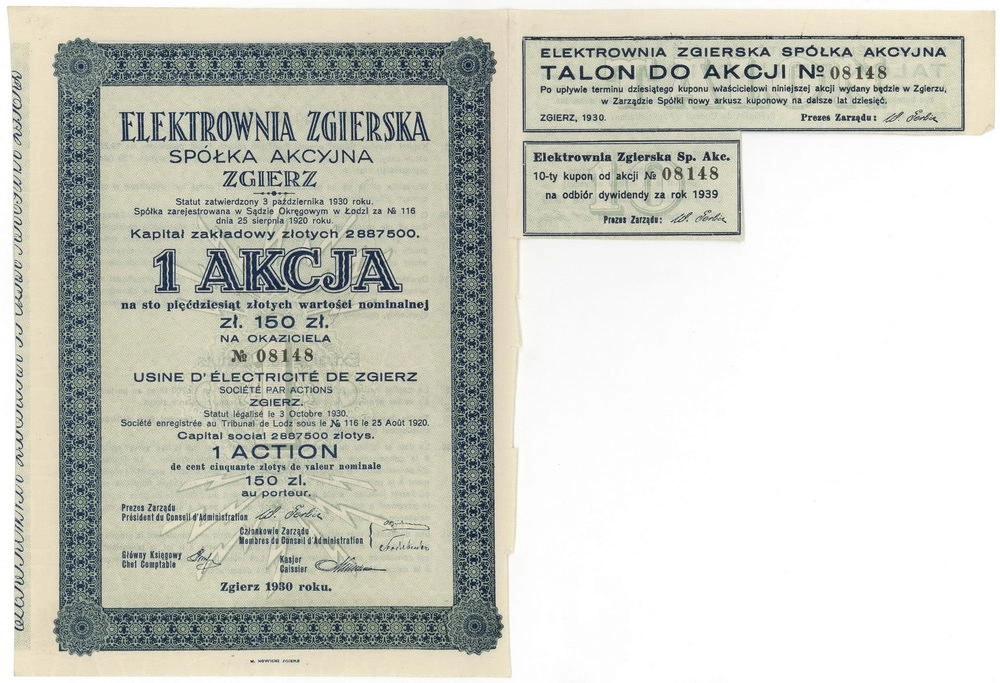 ELEKTROWNIA ZGIERSKA
SPÓŁKA AKCYJNA
ZGIERZ
Statut zatwierdzony 3 października 1930 roku.
Spółka zarejestrowana w Sądzie Okręgowym w Łodzi za № 116
dnia 25 sierpnia 1920 roku.
Kapitał zakładowy złotych 2887500.
1 AKCJA
na sto pięćdziesiąt złotych wartości nominalnej
zł. 150 zł.
NA OKAZICIELA
№ 08148
USINE D'ÉLECTRICITÉ DE ZGIERZ
SOCIÉTÉ PAR ACTIONS
ZGIERZ.
Statut légalisé le 3 Octobre 1930.
Société enregistrée au Tribunal de Lodz sous le № 116 le 25 Août 1920.
Capital social 2887500 zlotys.
1 ACTION
de cent cinquante zlotys de valeur nominale
150 zł.
au porteur.
Prezes Zarządu
Président du Conseil d'Administration
Członkowie Zarządu
Membres du Conseil d'Administration
Główny Księgowy
Chef Comptable
Kasjer
Caissier
Zgierz 1930 roku.
W. NOWICKI ZGIERZ
ELEKTROWNIA ZGIERSKA SPÓŁKA AKCYJNA
TALON DO AKCJI № 08148
Po upływie terminu dziesiątego kuponu właścicielowi niniejszej akcji wydany będzie w Zgierzu,
w Zarządzie Spółki nowy arkusz kuponowy na dalsze lat dziesięć.
ZGIERZ, 1930. Prezes Zarządu:
Elektrownia Zgierska Sp. Akc.
10-ty kupon od akcji № 08148
na odbiór dywidendy za rok 1939
Prezes Zarządu: